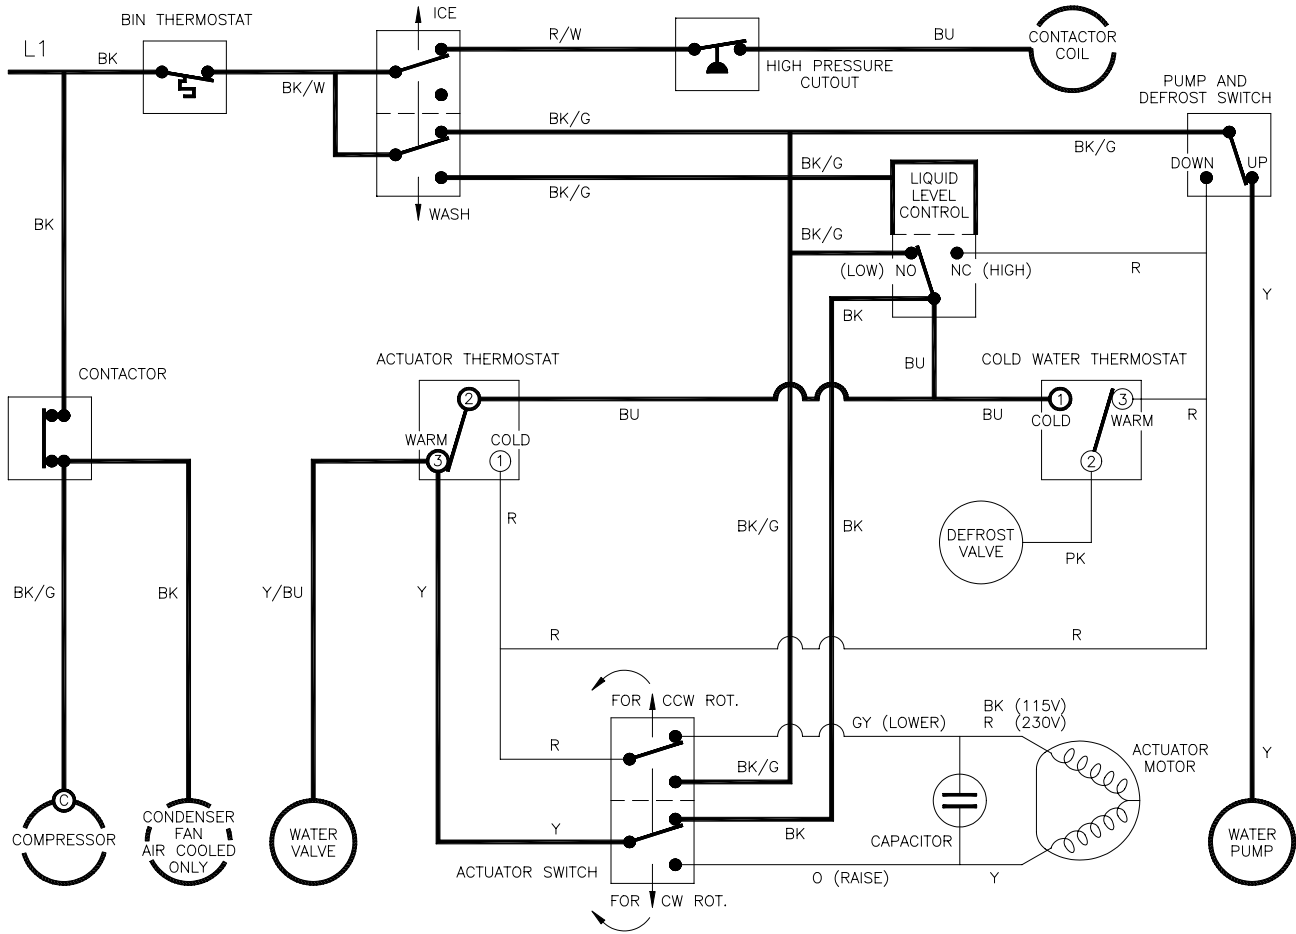 BIN THERMOSTAT
ICE
L1
BK
BK/W
R/W
BU
HIGH PRESSURE
CUTOUT
CONTACTOR
COIL
PUMP AND
DEFROST SWITCH
BK/G
BK/G
DOWN
UP
BK/G
BK/G
WASH
LIQUID
LEVEL
CONTROL
BK
BK/G
(LOW) NO
NC (HIGH)
R
Y
BK
BU
CONTACTOR
ACTUATOR THERMOSTAT
COLD WATER THERMOSTAT
2
WARM
COLD
3
1
BU
BU
1
COLD
3
WARM
2
R
R
BK/G
BK
DEFROST
VALVE
PK
BK/G
BK
Y/BU
Y
R
R
FOR CCW ROT.
GY (LOWER)
BK (115V)
R (230V)
R
BK/G
ACTUATOR
MOTOR
Y
C
COMPRESSOR
CONDENSER
FAN
AIR COOLED
ONLY
WATER
VALVE
Y
BK
CAPACITOR
WATER
PUMP
ACTUATOR SWITCH
O (RAISE)
Y
FOR CW ROT.